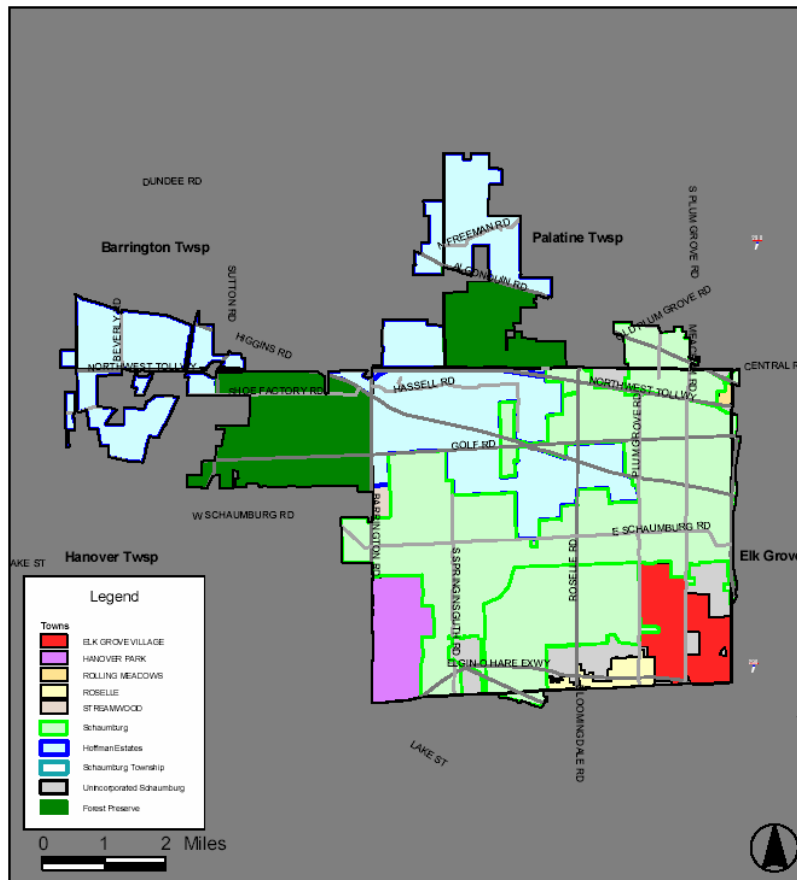 DUNDEE RD
S PLUM GROVE RD
N FREEMAN RD
Barrington Twsp
Palatine Twsp
ALGONQUIN RD
SUTTON RD
OLD PLUM GROVE RD
BEVERLY RD
HIGGINS RD
MEACHAM RD
NORTHWEST TOLLWY
CENTRAL R
SHOE FACTORY RD
HASSELL RD
NORTHWEST TOLLWY
PLUM GROVE RD
GOLF RD
BARRINGTON RD
W SCHAUMBURG RD
E SCHAUMBURG RD
Hanover Twsp
Elk Grove
AKE ST
S SPRINGINSGUTH RD
ROSELLE RD
ELGIN-O HARE EXWY
LOOMINGDALE RD
LAKE ST
Legend
Towns
ELK GROVE VILLAGE
HANOVER PARK
ROLLING MEADOWS
ROSELLE
STREAMWOOD
Schaumburg
Hoffman Estates
Schaumburg Township
Unincorporated Schaumburg
Forest Preserve
0 1 2 Miles